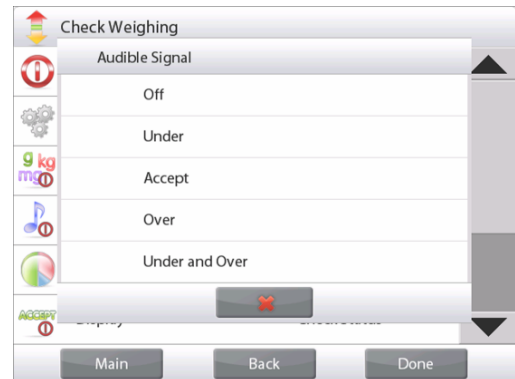 Check Weighing
Audible Signal
Off
Under
g kg
mg
Accept
Over
Under and Over
ACCEPT
Main
Back
Done